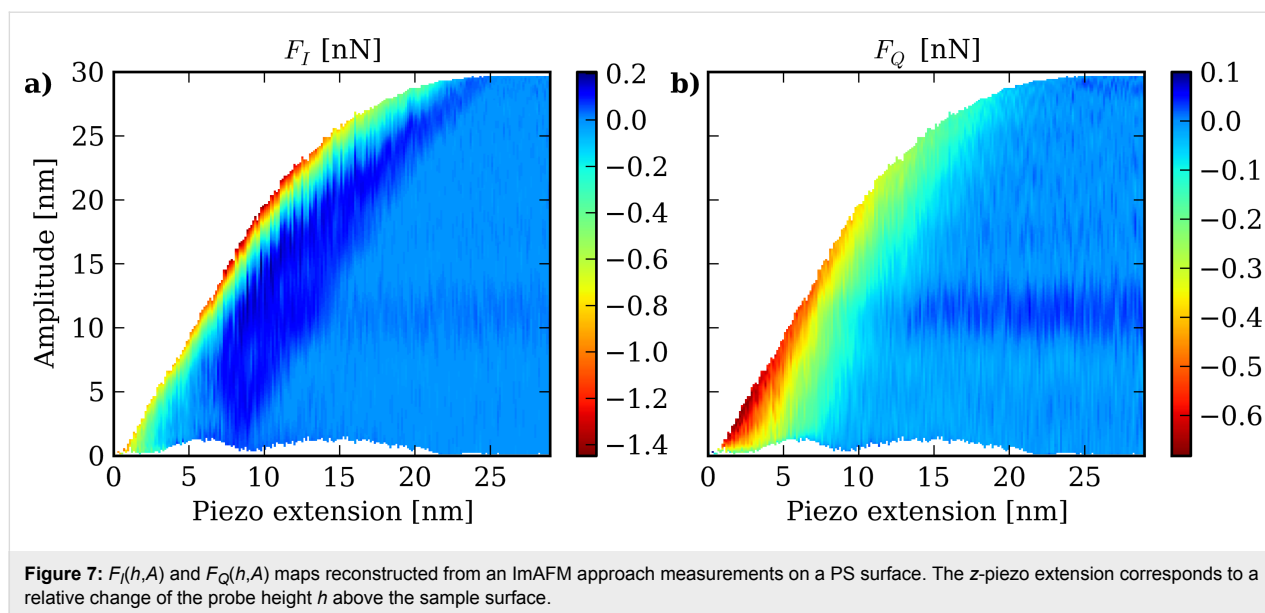 F_I [nN]
F_Q [nN]
a)
b)
30
25
20
15
10
5
0
Amplitude [nm]
0 5 10 15 20 25
Piezo extension [nm]
0.2
0.0
−0.2
−0.4
−0.6
−0.8
−1.0
−1.2
−1.4
0 5 10 15 20 25
Piezo extension [nm]
0.1
0.0
−0.1
−0.2
−0.3
−0.4
−0.5
−0.6
Figure 7: F_I(h,A) and F_Q(h,A) maps reconstructed from an ImAFM approach measurements on a PS surface. The z-piezo extension corresponds to a
relative change of the probe height h above the sample surface.